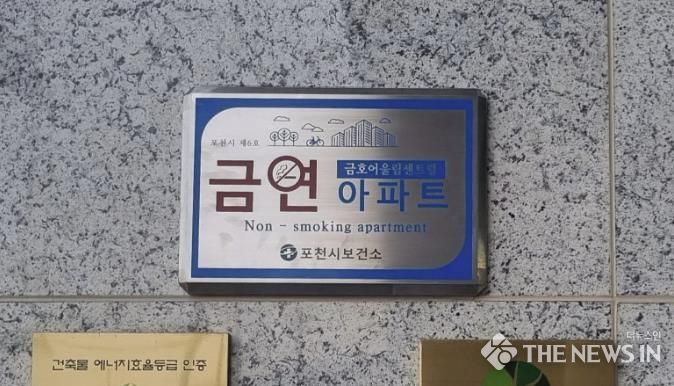 포천시 제6호
금연
금호어울림센트럴
아파트
Non - smoking apartment
포천시보건소
건축물 에너지효율등급 인증
더뉴스인
THE NEWS IN